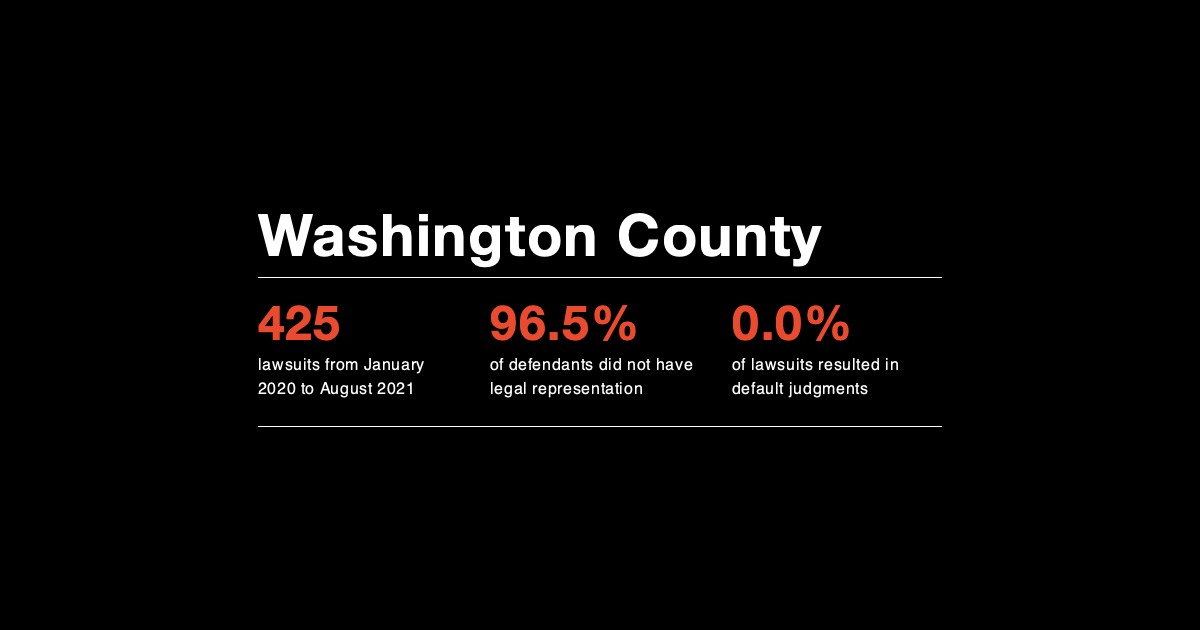 Washington County
425
lawsuits from January
2020 to August 2021
96.5%
of defendants did not have
legal representation
0.0%
of lawsuits resulted in
default judgments